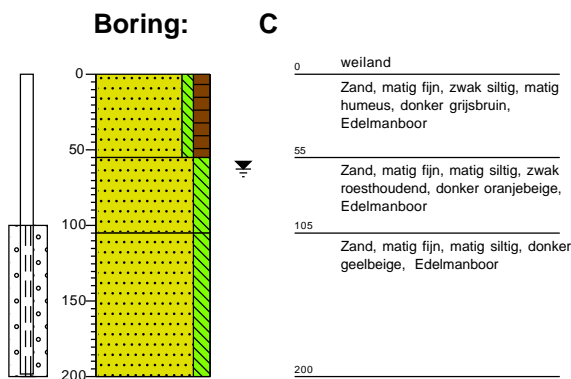 Boring: C
0
50
100
150
200
0 weiland
Zand, matig fijn, zwak siltig, matig
humeus, donker grijsbruin,
Edelmanboor
55
Zand, matig fijn, matig siltig, zwak
roesthoudend, donker oranjebeige,
Edelmanboor
105
Zand, matig fijn, matig siltig, donker
geelbeige, Edelmanboor
200